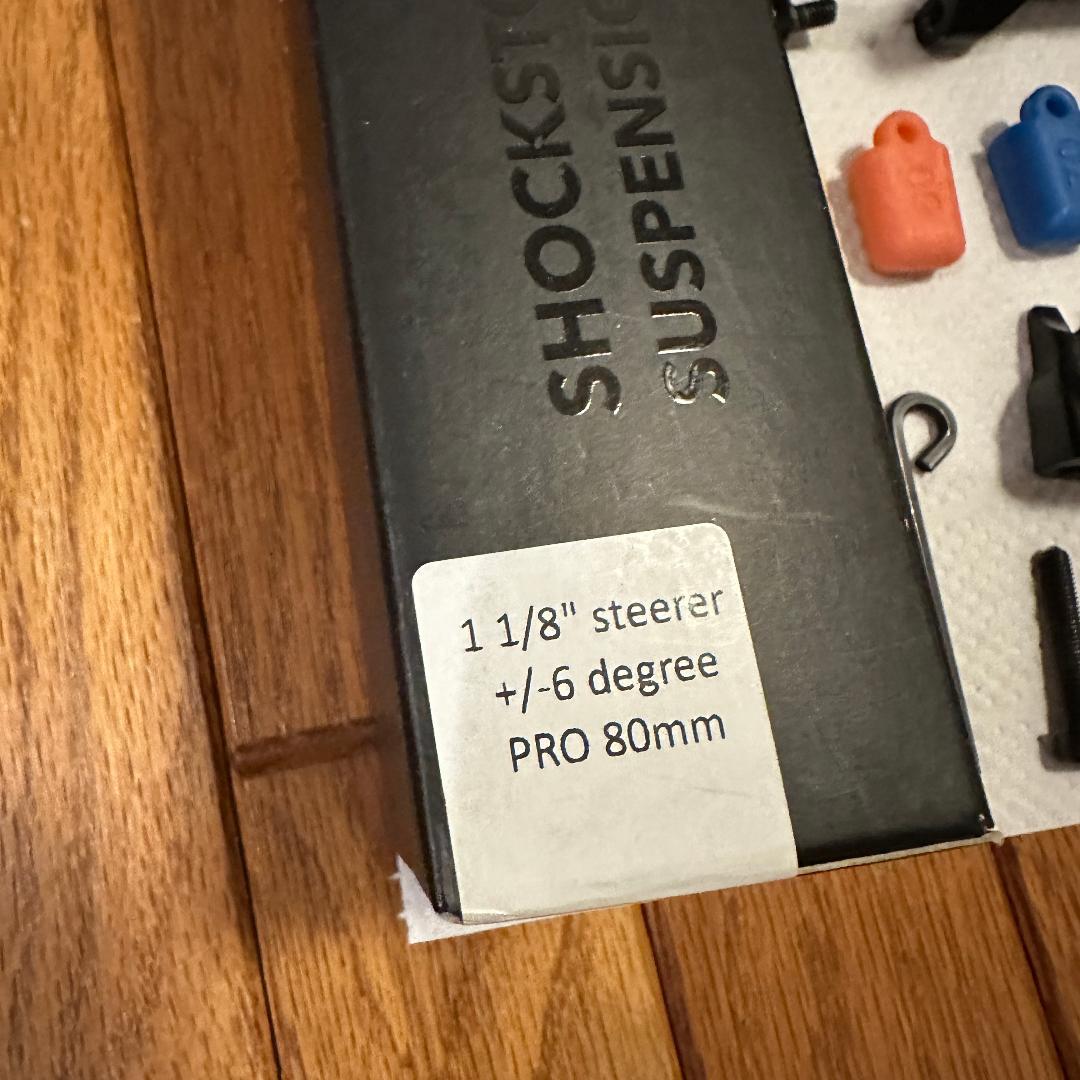 SHOCKST
SUSPENSI
1 1/8" steerer
+/-6 degree
PRO 80mm